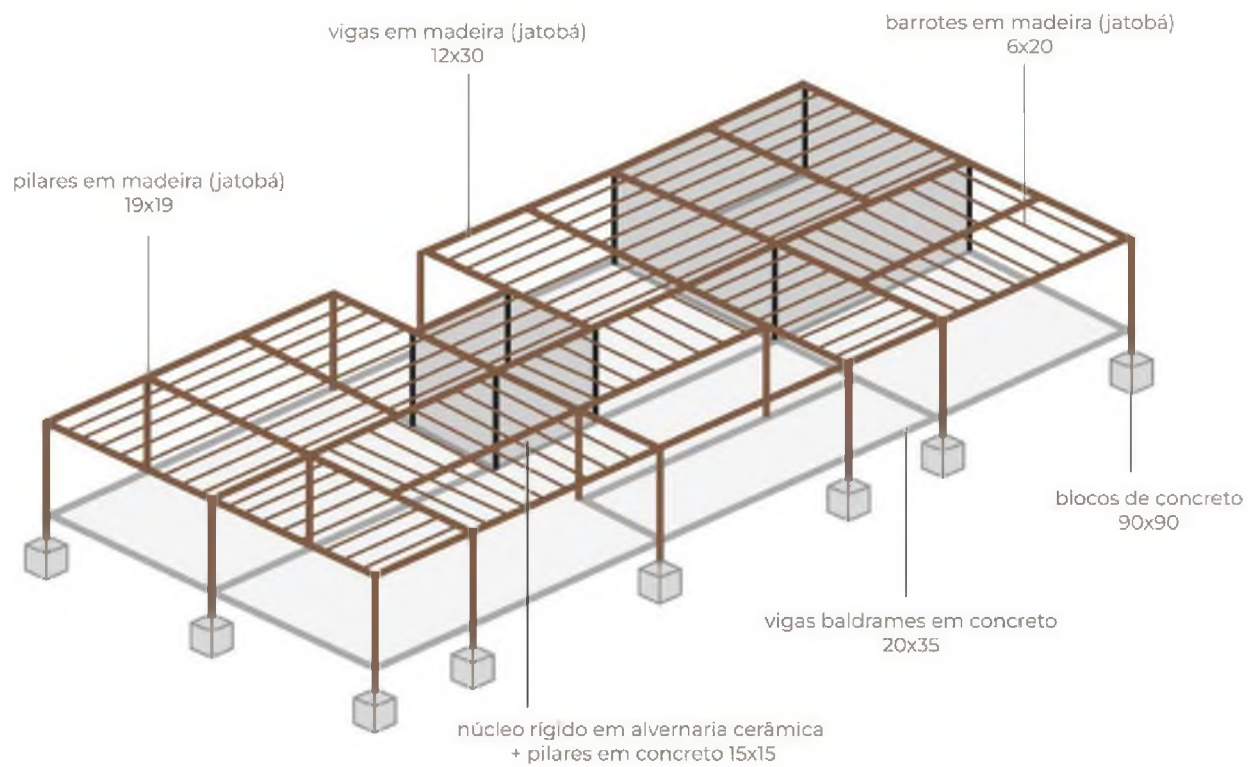 vigas em madeira (jatobá)
12x30
barrotes em madeira (jatobá)
6x20
pilares em madeira (jatobá)
19x19
blocos de concreto
90x90
vigas baldrames em concreto
20x35
núcleo rígido em alvernaria cerâmica
+ pilares em concreto 15x15